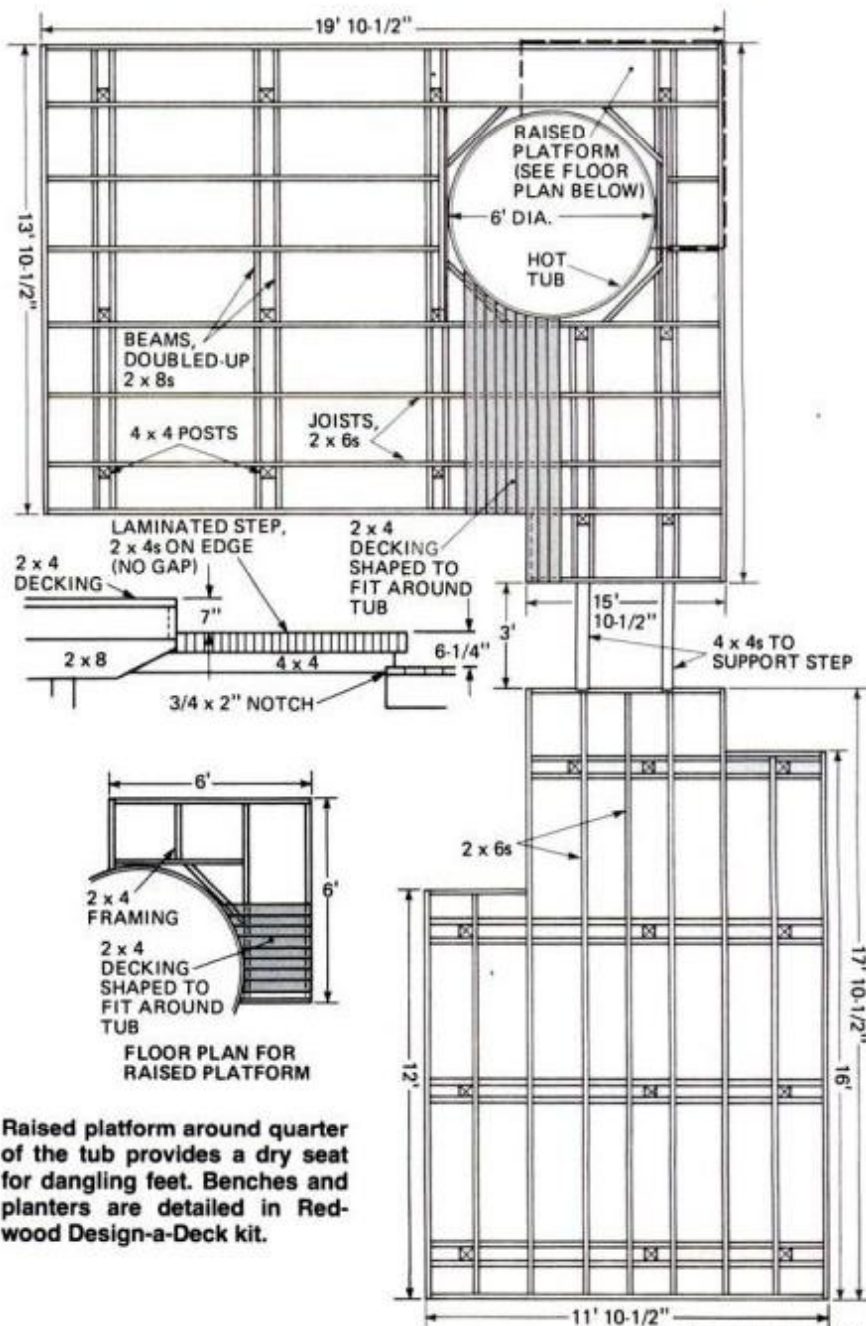 19' 10-1/2"
RAISED
PLATFORM
(SEE FLOOR
PLAN BELOW)
6' DIA.
HOT
TUB
13' 10-1/2"
BEAMS,
DOUBLED-UP
2 x 8s
4 x 4 POSTS
JOISTS,
2 x 6s
LAMINATED STEP,
2 x 4s ON EDGE
(NO GAP)
2 x 4
DECKING
SHAPED TO
FIT AROUND
TUB
2 x 4
DECKING
7"
2 x 8
4 x 4
6-1/4"
3/4 x 2" NOTCH
3'
15'
10-1/2"
4 x 4s TO
SUPPORT STEP
6'
6'
2 x 4
FRAMING
2 x 4
DECKING
SHAPED TO
FIT AROUND
TUB
FLOOR PLAN FOR
RAISED PLATFORM
2 x 6s
12'
17' 10-1/2"
16'
11' 10-1/2"
Raised platform around quarter
of the tub provides a dry seat
for dangling feet. Benches and
planters are detailed in Red-
wood Design-a-Deck kit.